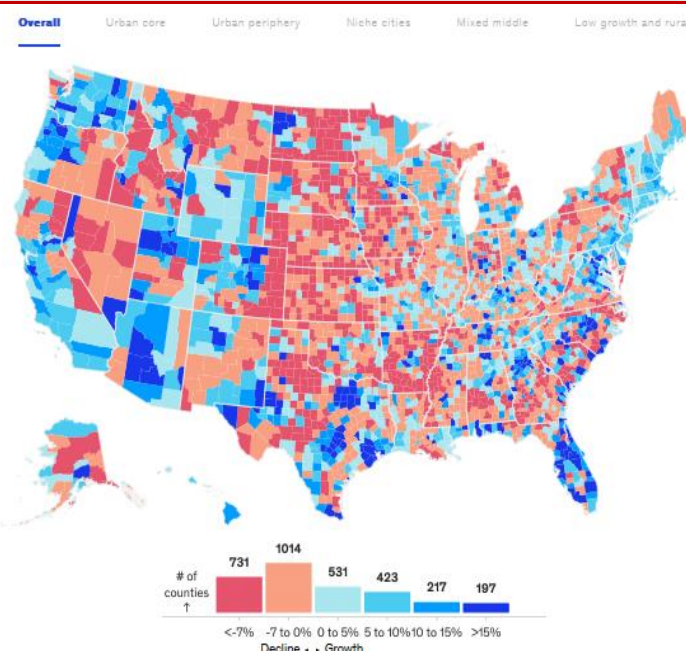 Overall Urban core Urban periphery Niche cities Mixed middle Low growth and rura
731 1014 531 423 217 197
# of
counties
↑
<-7% -7 to 0% 0 to 5% 5 to 10% 10 to 15% >15%
Decline Growth